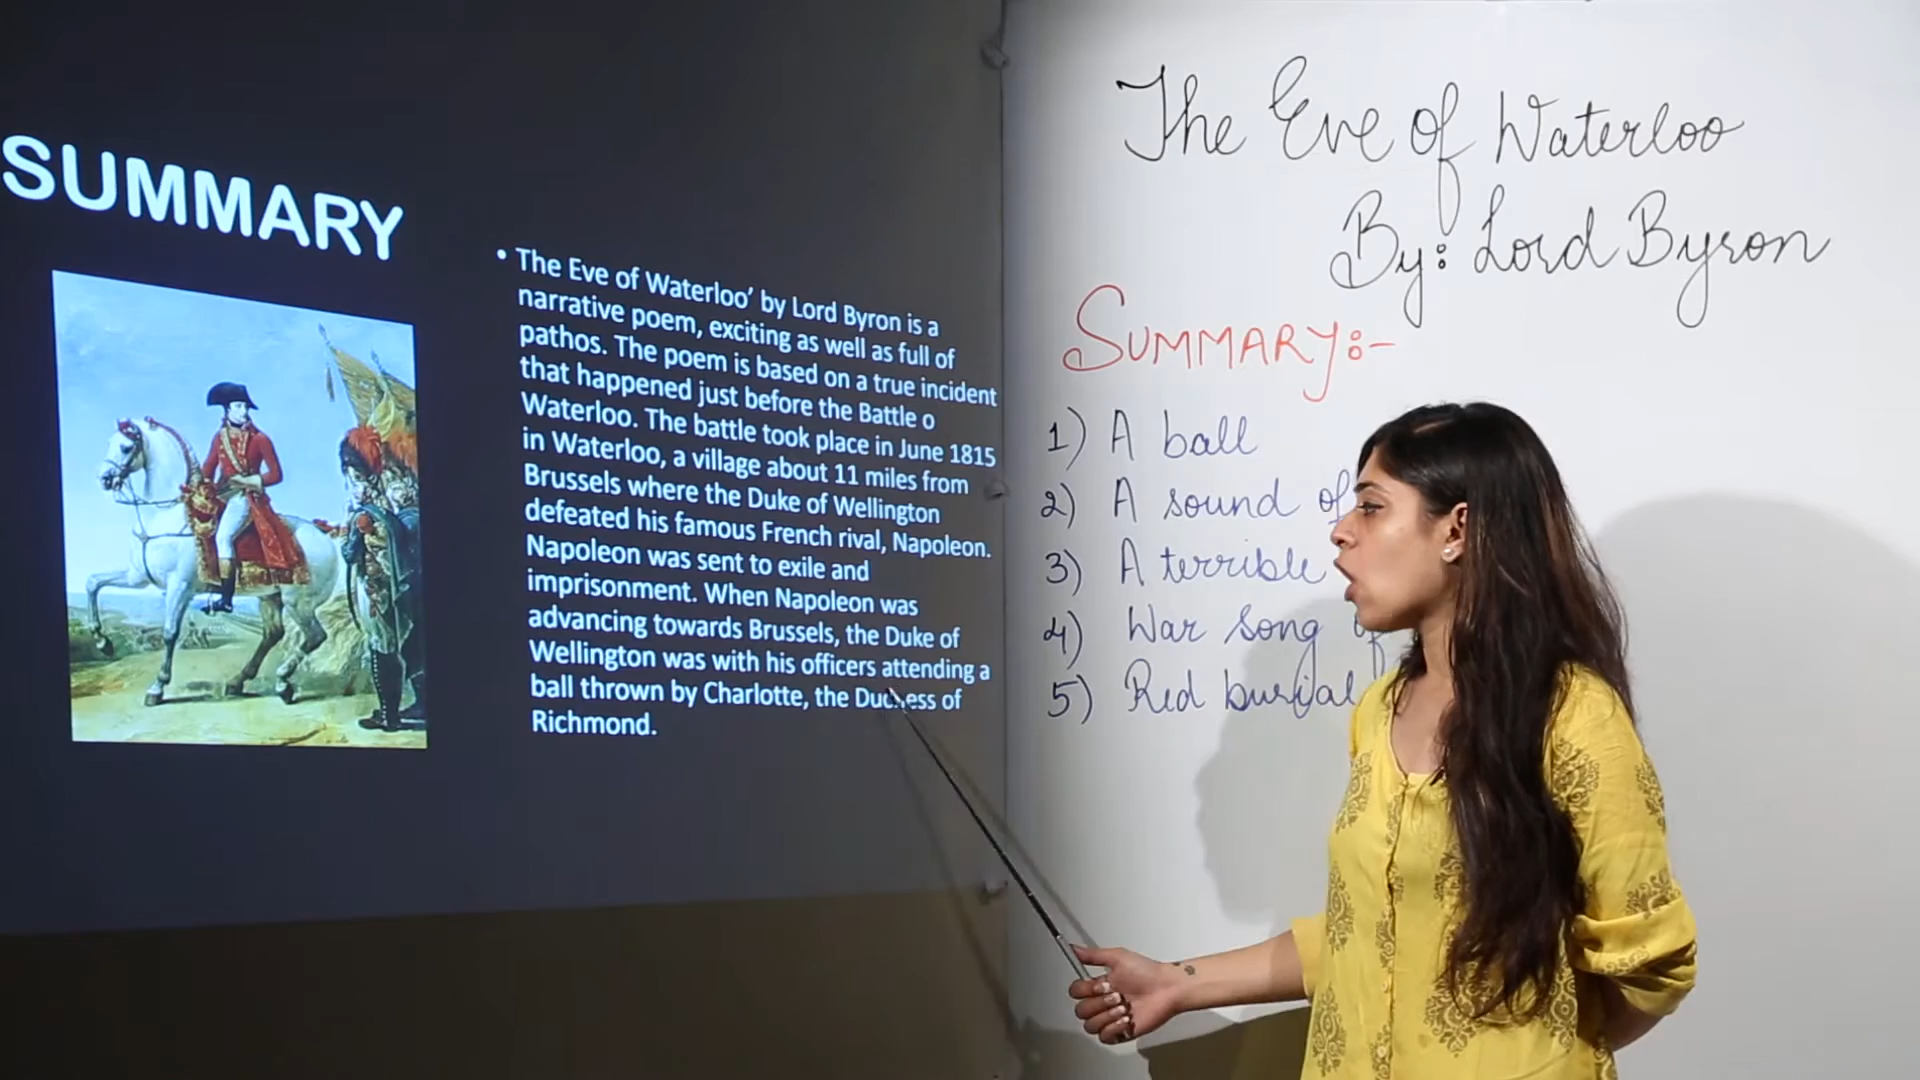 SUMMARY
• The Eve of Waterloo’ by Lord Byron is a
narrative poem, exciting as well as full of
pathos. The poem is based on a true incident
that happened just before the Battle o
Waterloo. The battle took place in June 1815
in Waterloo, a village about 11 miles from
Brussels where the Duke of Wellington
defeated his famous French rival, Napoleon.
Napoleon was sent to exile and
imprisonment. When Napoleon was
advancing towards Brussels, the Duke of
Wellington was with his officers attending a
ball thrown by Charlotte, the Duchess of
Richmond.
The Eve of Waterloo
By: Lord Byron
SUMMARY:-
1) A ball
2) A sound of
3) A terrible
4) War song of
5) Red burial